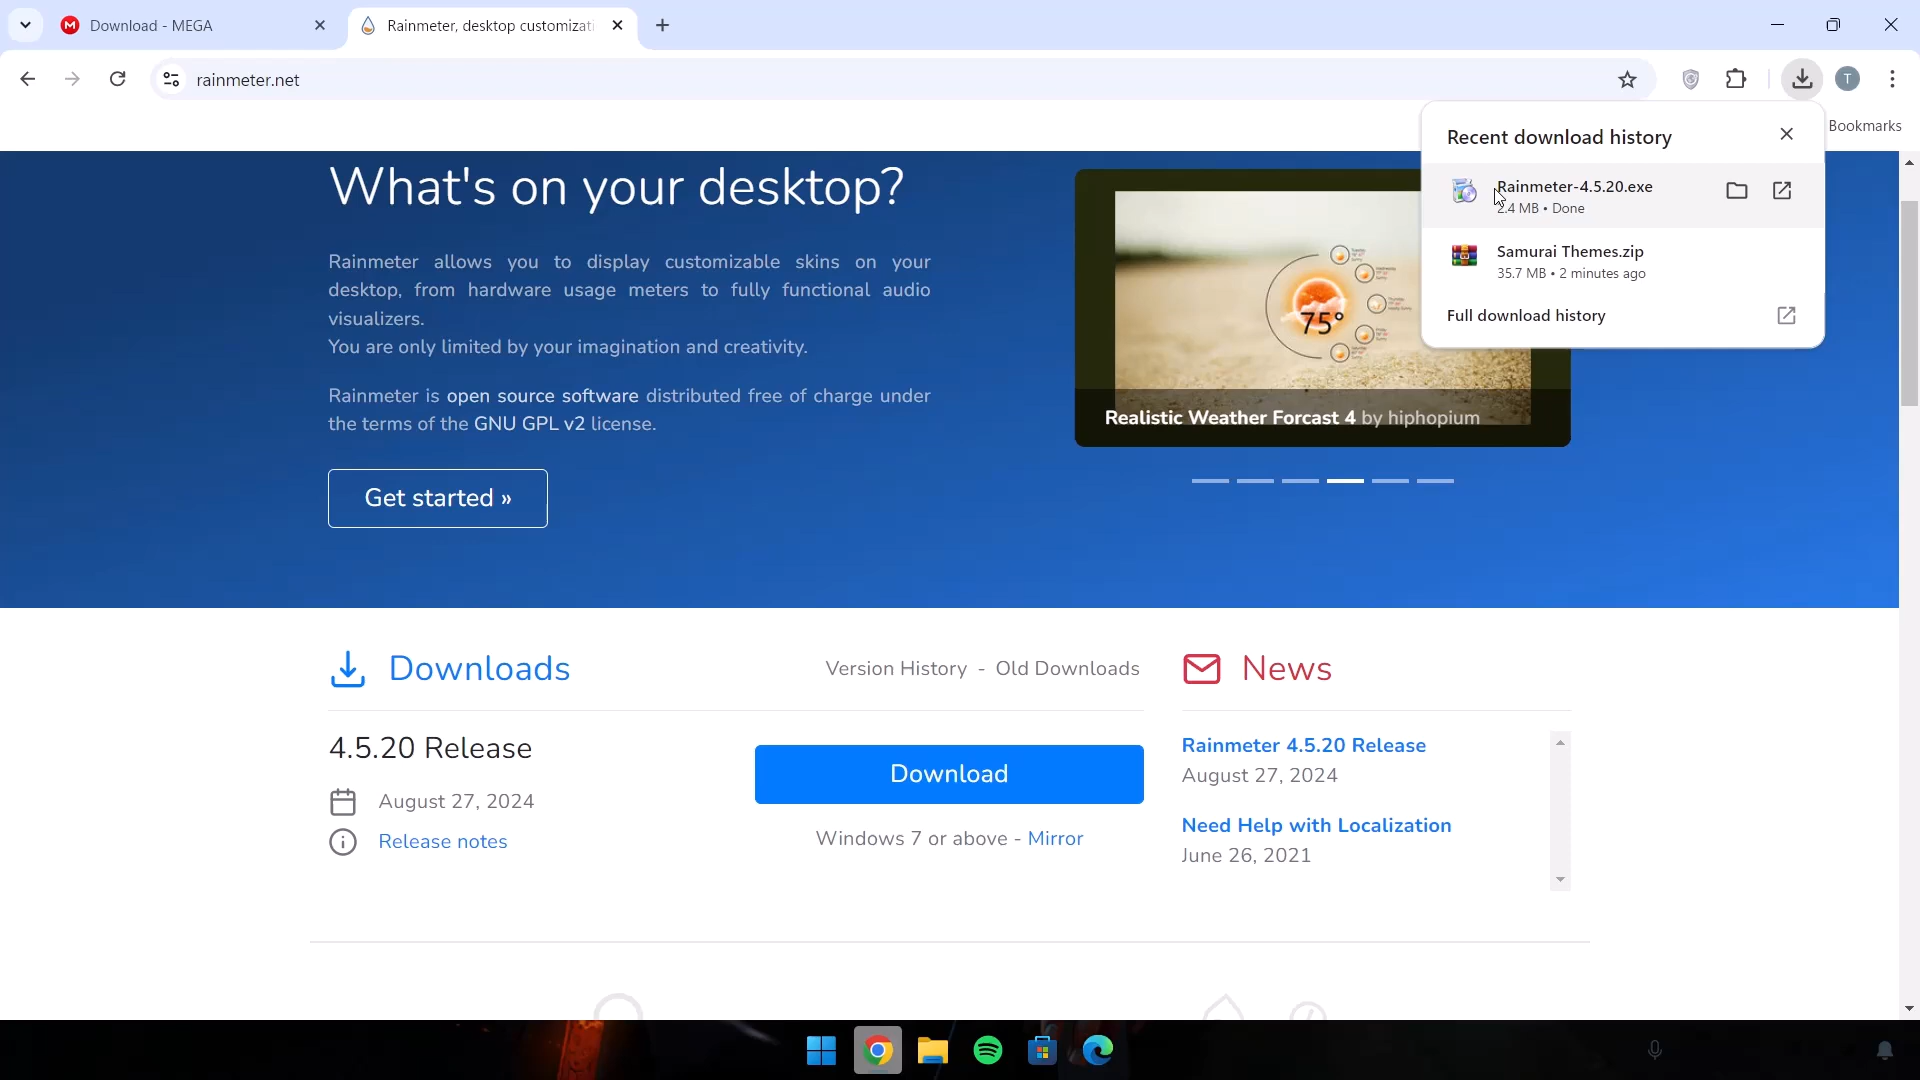 Download - MEGA
Rainmeter, desktop customizati
rainmeter.net
T
Bookmarks
Recent download history
Rainmeter-4.5.20.exe
2.4 MB • Done
Samurai Themes.zip
35.7 MB • 2 minutes ago
Full download history
What's on your desktop?
Rainmeter allows you to display customizable skins on your
desktop, from hardware usage meters to fully functional audio
visualizers.
You are only limited by your imagination and creativity.
Rainmeter is open source software distributed free of charge under
the terms of the GNU GPL v2 license.
Get started »
75°
Realistic Weather Forcast 4 by hiphopium
Downloads
Version History - Old Downloads
News
4.5.20 Release
August 27, 2024
Release notes
Download
Windows 7 or above - Mirror
Rainmeter 4.5.20 Release
August 27, 2024
Need Help with Localization
June 26, 2021